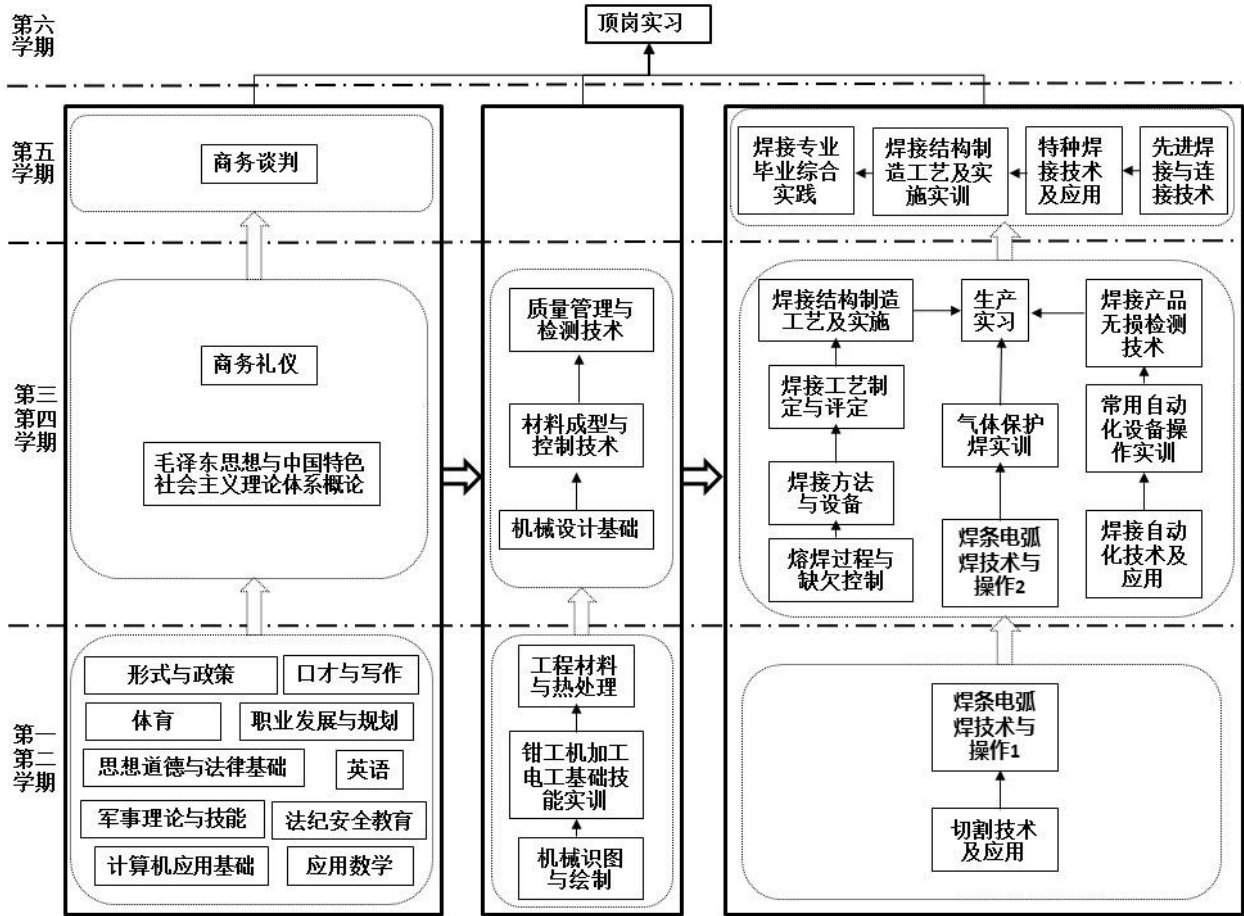 第六
学期
顶岗实习
第五
学期
商务谈判
焊接专业
毕业综合
实践
焊接结构制
造工艺及实
施实训
特种焊
接技术
及应用
先进焊
接与连
接技术
第三
第四
学期
商务礼仪
毛泽东思想与中国特色
社会主义理论体系概论
质量管理与
检测技术
材料成型与
控制技术
机械设计基础
焊接结构制造
工艺及实施
焊接工艺制
定与评定
焊接方法
与设备
熔焊过程与
缺欠控制
生产
实习
气体保护
焊实训
焊条电弧
焊技术与
操作2
焊接产品
无损检测
技术
常用自动
化设备操
作实训
焊接自动
化技术及
应用
第一
第二
学期
形式与政策
口才与写作
体育
职业发展与规划
思想道德与法律基础
英语
军事理论与技能
法纪安全教育
计算机应用基础
应用数学
工程材料
与热处理
钳工机加工
电工基础技
能实训
机械识图
与绘制
焊条电弧
焊技术与
操作1
切割技术
及应用